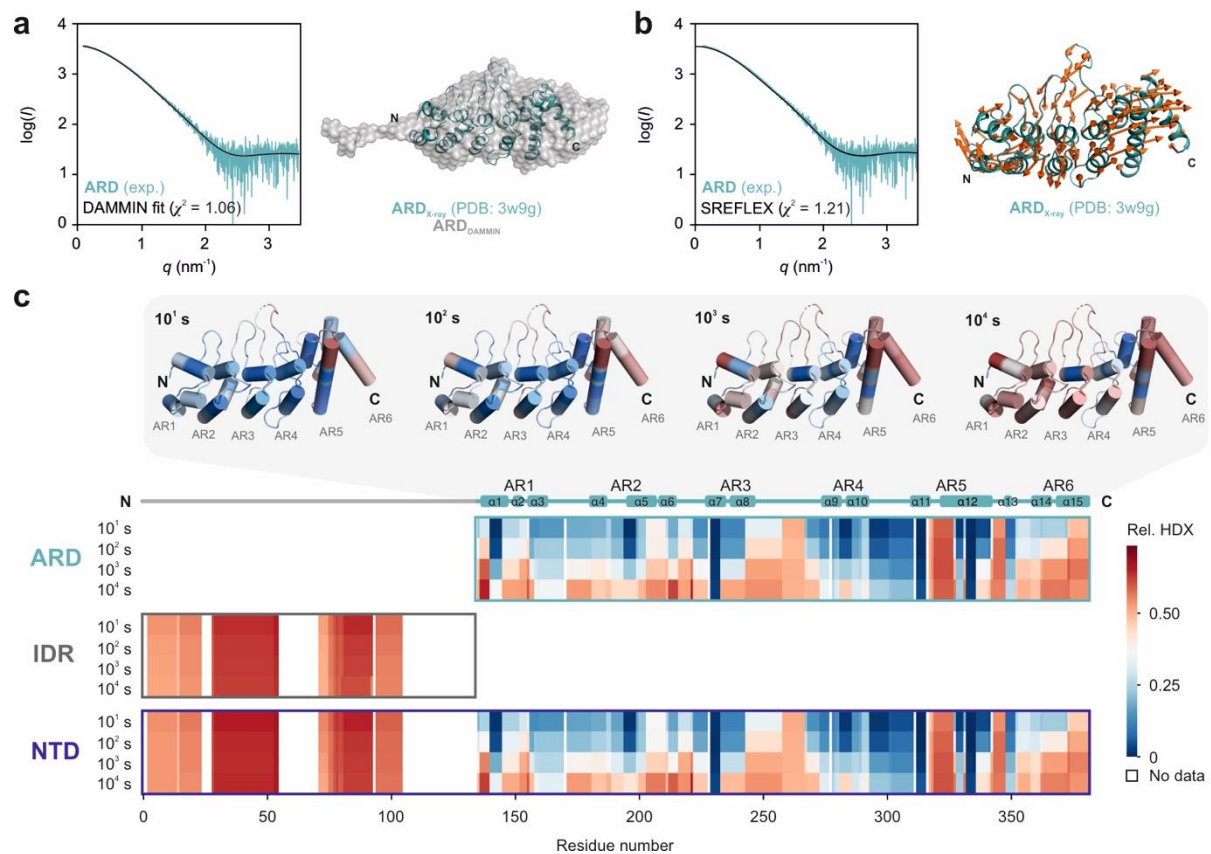 a
4
3
2
1
0
log(I)
0 1 2 3
q (nm⁻¹)
ARD (exp.)
DAMMIN fit (χ² = 1.06)
N
C
ARD X-ray (PDB: 3w9g)
ARD DAMMIN
b
4
3
2
1
0
log(I)
0 1 2 3
q (nm⁻¹)
ARD (exp.)
SREFLEX (χ² = 1.21)
N
C
ARD X-ray (PDB: 3w9g)
c
10¹ s 10² s 10³ s 10⁴ s
N C N C N C N C
AR1 AR2 AR3 AR4 AR5 AR6
AR1 AR2 AR3 AR4 AR5 AR6
AR1 AR2 AR3 AR4 AR5 AR6
AR1 AR2 AR3 AR4 AR5 AR6
AR1 AR2 AR3 AR4 AR5 AR6
N α1 α2 α3 α4 α5 α6 α7 α8 α9 α10 α11 α12 α13 α14 α15 C
ARD
10¹ s
10² s
10³ s
10⁴ s
IDR
10¹ s
10² s
10³ s
10⁴ s
NTD
10¹ s
10² s
10³ s
10⁴ s
0 50 100 150 200 250 300 350
Residue number
Rel. HDX
0.50
0.25
0
No data